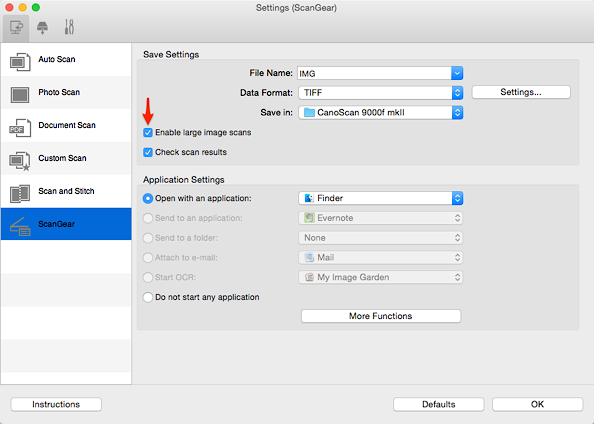 Settings (ScanGear)
Auto Scan
Photo Scan
PDF
Document Scan
Custom Scan
Scan and Stitch
ScanGear
Save Settings
File Name: IMG
Data Format: TIFF Settings...
Save in: CanoScan 9000f mkII
Enable large image scans
Check scan results
Application Settings
Open with an application: Finder
Send to an application: Evernote
Send to a folder: None
Attach to e-mail: Mail
Start OCR: My Image Garden
Do not start any application
More Functions
Instructions Defaults OK